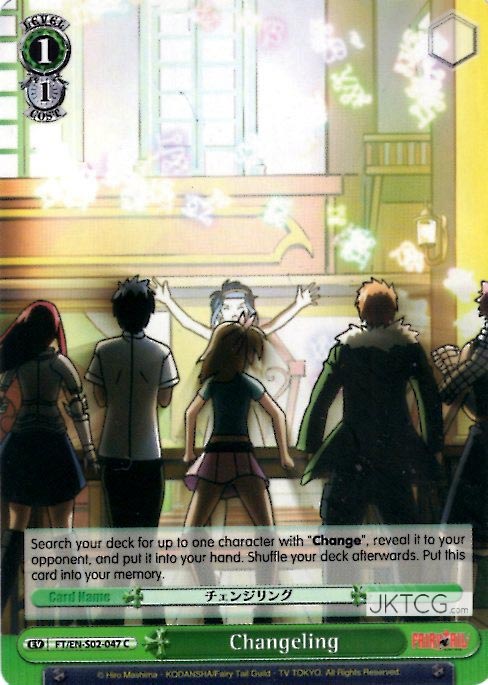 LEVEL
1
1
COST
Search your deck for up to one character with "Change", reveal it to your
opponent, and put it into your hand. Shuffle your deck afterwards. Put this
card into your memory.
Card Name
チェンジリング
JKTCG.com
EV FT/EN-S02-047 C
Changeling
FAIRY TAIL
© Hiro Mashima・KODANSHA/Fairy Tail Guild・TV TOKYO. All Rights Reserved.